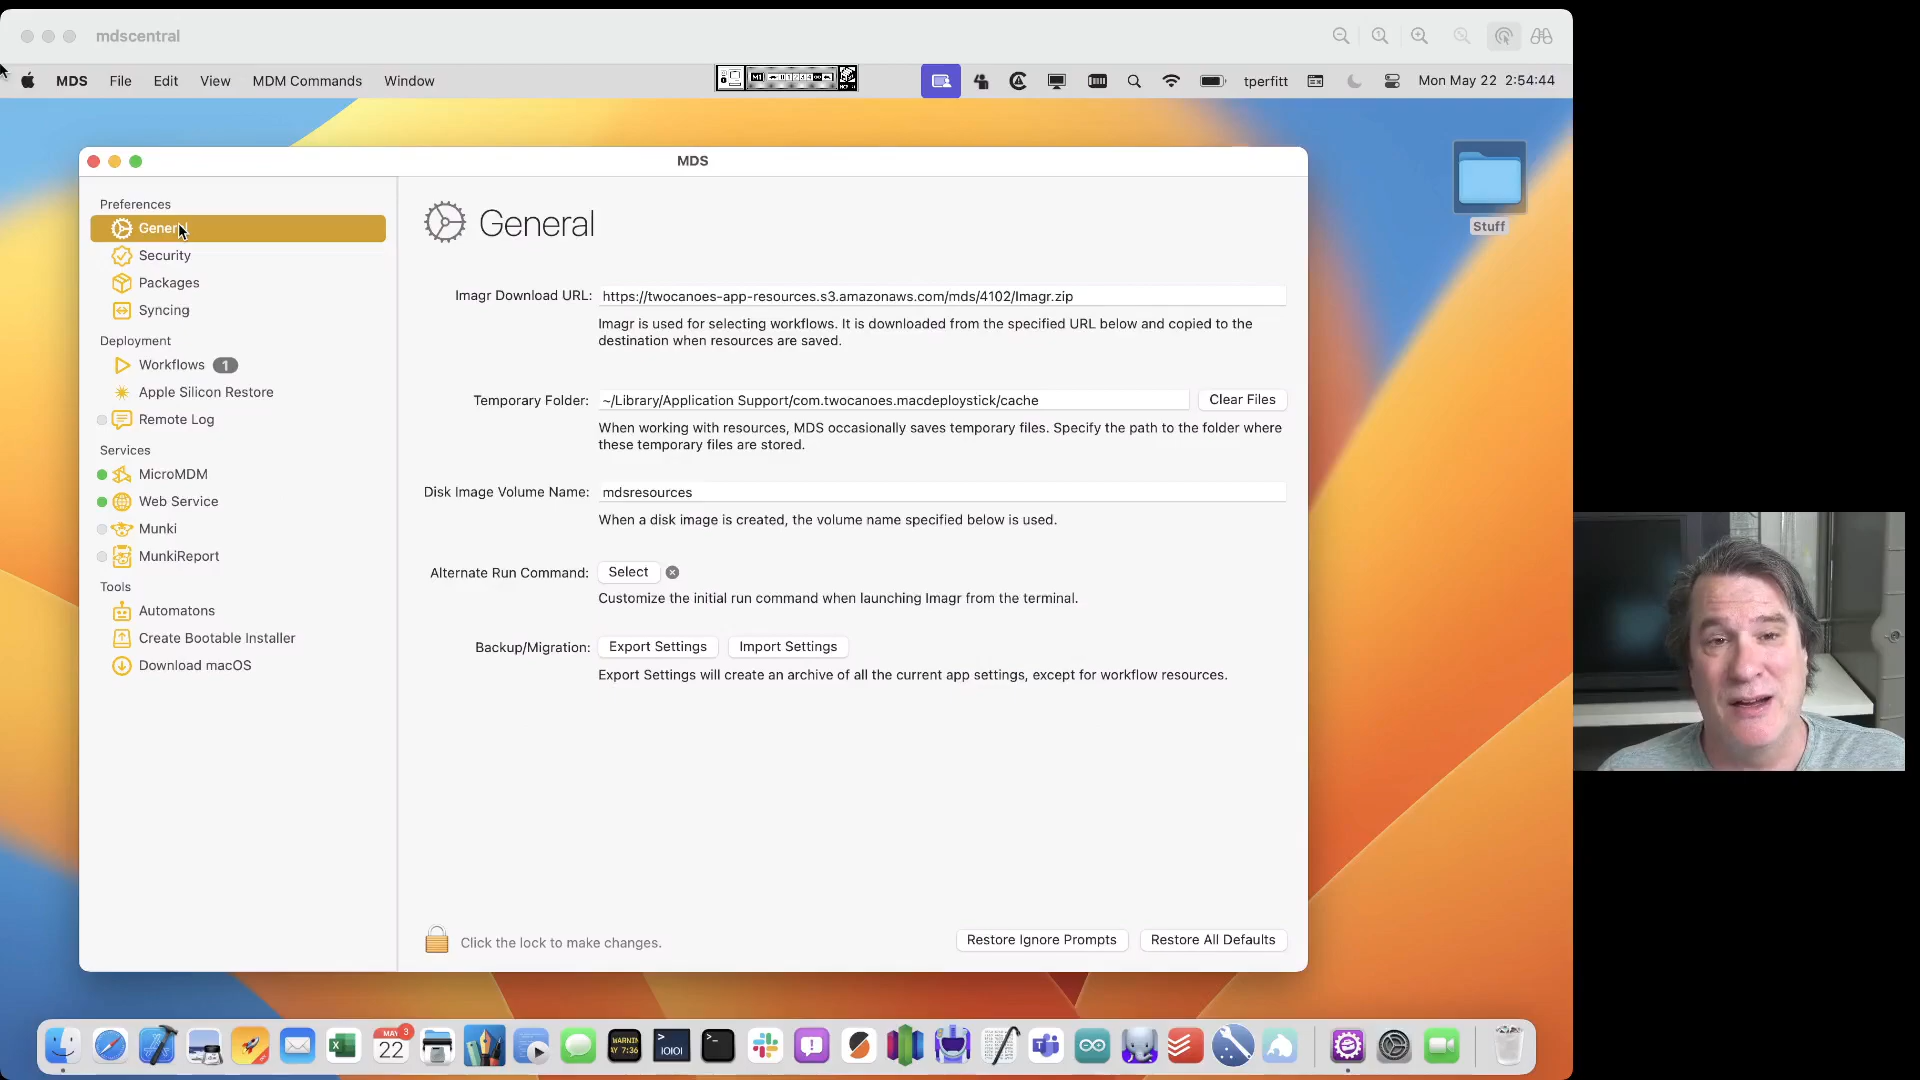 mdscentral
MDS File Edit View MDM Commands Window
tperfitt Mon May 22 2:54:44
MDS
Stuff
Preferences
General
Security
Packages
Syncing
Deployment
Workflows 1
Apple Silicon Restore
Remote Log
Services
MicroMDM
Web Service
Munki
MunkiReport
Tools
Automatons
Create Bootable Installer
Download macOS
General
Imagr Download URL: https://twocanoes-app-resources.s3.amazonaws.com/mds/4102/Imagr.zip
Imagr is used for selecting workflows. It is downloaded from the specified URL below and copied to the
destination when resources are saved.
Temporary Folder: ~/Library/Application Support/com.twocanoes.macdeploystick/cache Clear Files
When working with resources, MDS occasionally saves temporary files. Specify the path to the folder where
these temporary files are stored.
Disk Image Volume Name: mdsresources
When a disk image is created, the volume name specified below is used.
Alternate Run Command: Select
Customize the initial run command when launching Imagr from the terminal.
Backup/Migration: Export Settings Import Settings
Export Settings will create an archive of all the current app settings, except for workflow resources.
Click the lock to make changes. Restore Ignore Prompts Restore All Defaults
MAY 3
22
WARNIN
AY 7:36
>_
IOIOI